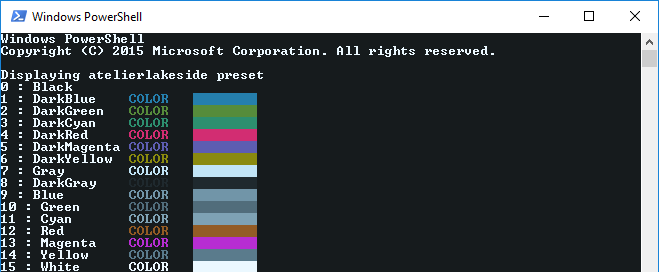 Windows PowerShell
Windows PowerShell
Copyright (C) 2015 Microsoft Corporation. All rights reserved.
Displaying atelierlakeside preset
0 : Black
1 : DarkBlue COLOR
2 : DarkGreen COLOR
3 : DarkCyan COLOR
4 : DarkRed COLOR
5 : DarkMagenta COLOR
6 : DarkYellow COLOR
7 : Gray COLOR
8 : DarkGray COLOR
9 : Blue COLOR
10 : Green COLOR
11 : Cyan COLOR
12 : Red COLOR
13 : Magenta COLOR
14 : Yellow COLOR
15 : White COLOR